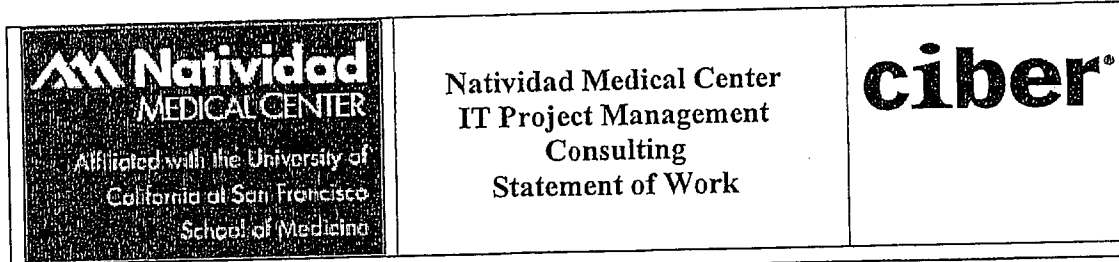 Natividad
MEDICAL CENTER
Affiliated with the University of
California at San Francisco
School of Medicine
Natividad Medical Center
IT Project Management
Consulting
Statement of Work
ciber®